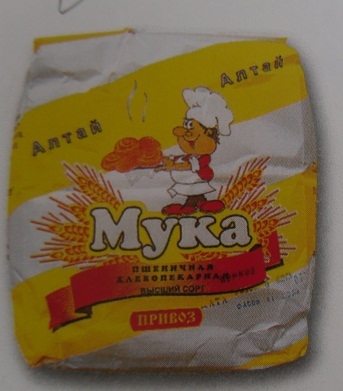 Алтай
Алтай
Мука
ПШЕНИЧНАЯ
ХЛЕБОПЕКАРНАЯ
ВЫСШИЙ СОРТ
ПРИВОЗ